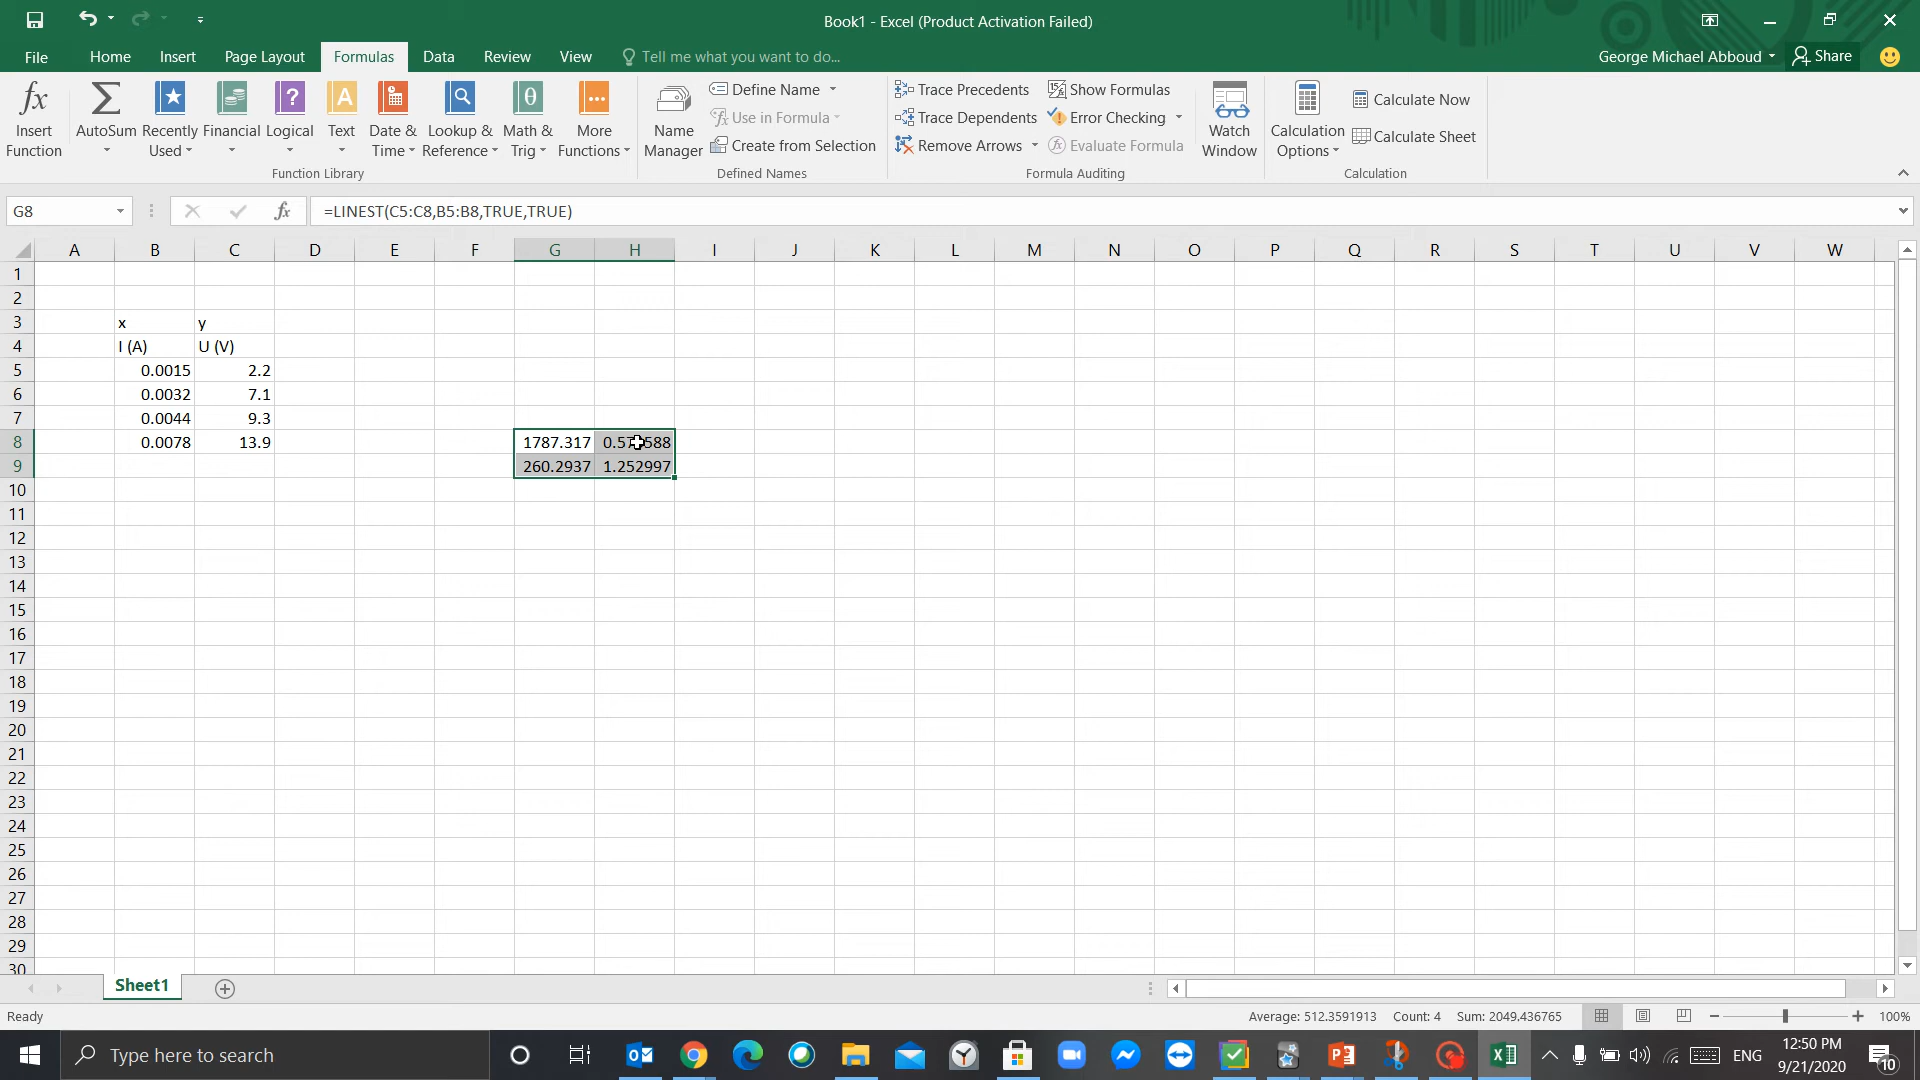 Book1 - Excel (Product Activation Failed)
File Home Insert Page Layout Formulas Data Review View Tell me what you want to do... George Michael Abboud Share
Insert Function
AutoSum
Recently Used
Financial
Logical
Text
Date & Time
Lookup & Reference
Math & Trig
More Functions
Function Library
Name Manager
Define Name
Use in Formula
Create from Selection
Defined Names
Trace Precedents
Trace Dependents
Remove Arrows
Show Formulas
Error Checking
Evaluate Formula
Formula Auditing
Watch Window
Calculation Options
Calculate Now
Calculate Sheet
Calculation
G8 fx =LINEST(C5:C8,B5:B8,TRUE,TRUE)
A B C D E F G H I J K L M N O P Q R S T U V W
1
2
3 x y
4 I (A) U (V)
5 0.0015 2.2
6 0.0032 7.1
7 0.0044 9.3
8 0.0078 13.9 1787.317
9 260.2937 1.252997
10
11
12
13
14
15
16
17
18
19
20
21
22
23
24
25
26
27
28
29
30
Sheet1
Ready Average: 512.3591913 Count: 4 Sum: 2049.436765 100%
Type here to search ENG 12:50 PM
9/21/2020 10